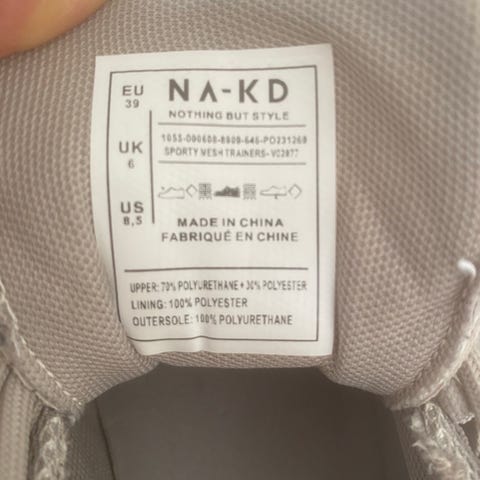 EU
39
UK
6
US
8,5
NA-KD
NOTHING BUT STYLE
1055-000608-8909-646-PO231269
SPORTY MESH TRAINERS- V02877
MADE IN CHINA
FABRIQUÉ EN CHINE
UPPER: 70% POLYURETHANE + 30% POLYESTER
LINING: 100% POLYESTER
OUTERSOLE: 100% POLYURETHANE